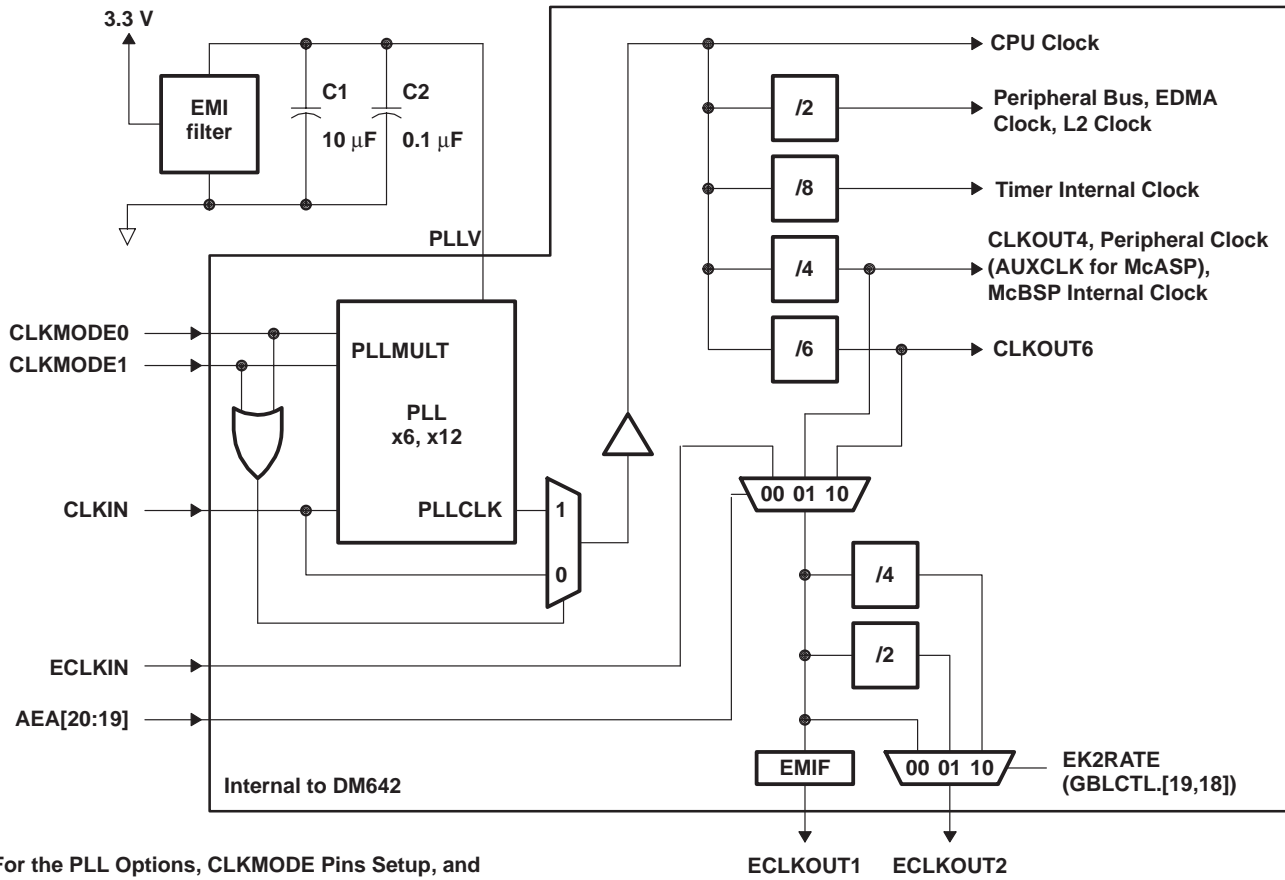 3.3 V
CPU Clock
EMI
filter
C1
C2
10 μF
0.1 μF
/2
Peripheral Bus, EDMA
Clock, L2 Clock
/8
Timer Internal Clock
PLLV
/4
CLKOUT4, Peripheral Clock
(AUXCLK for McASP),
McBSP Internal Clock
CLKMODE0
CLKMODE1
PLLMULT
/6
CLKOUT6
PLL
x6, x12
CLKIN
PLLCLK
1
0
00 01 10
/4
/2
ECLKIN
AEA[20:19]
Internal to DM642
EMIF
00 01 10
EK2RATE
(GBLCTL.[19,18])
ECLKOUT1
ECLKOUT2
For the PLL Options, CLKMODE Pins Setup, and